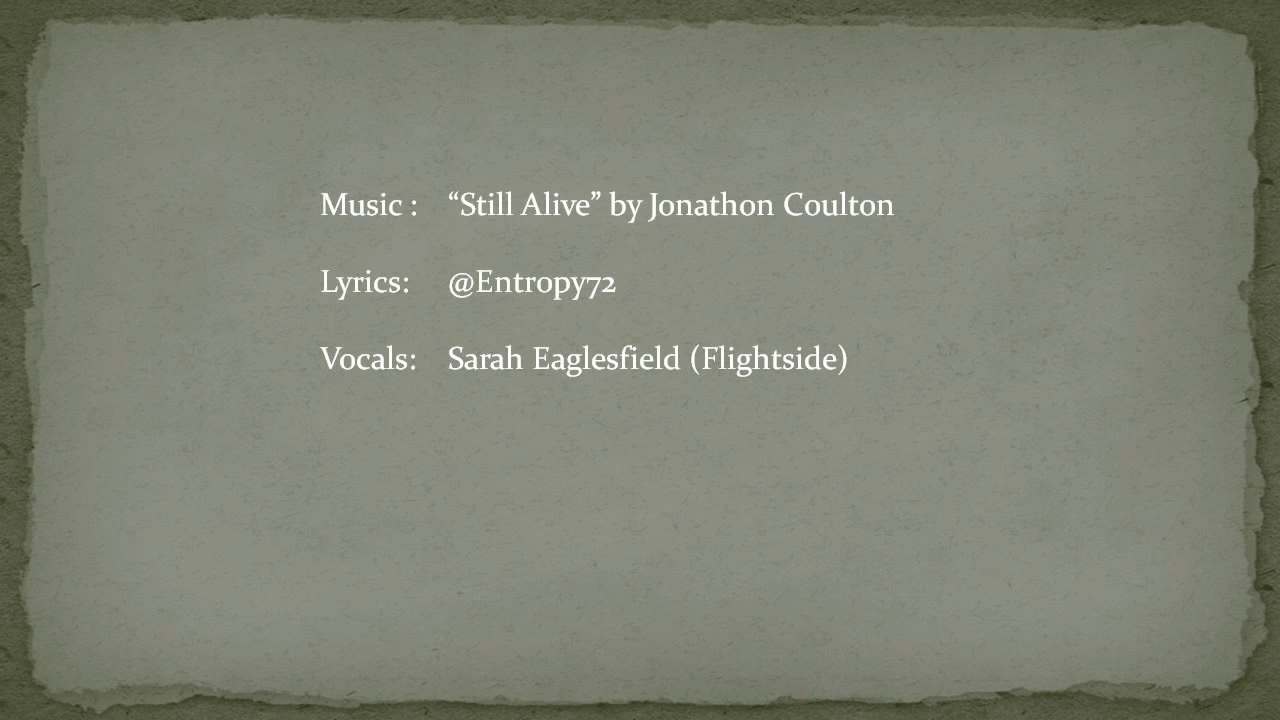 Music : “Still Alive” by Jonathon Coulton
Lyrics: @Entropy72
Vocals: Sarah Eaglesfield (Flightside)